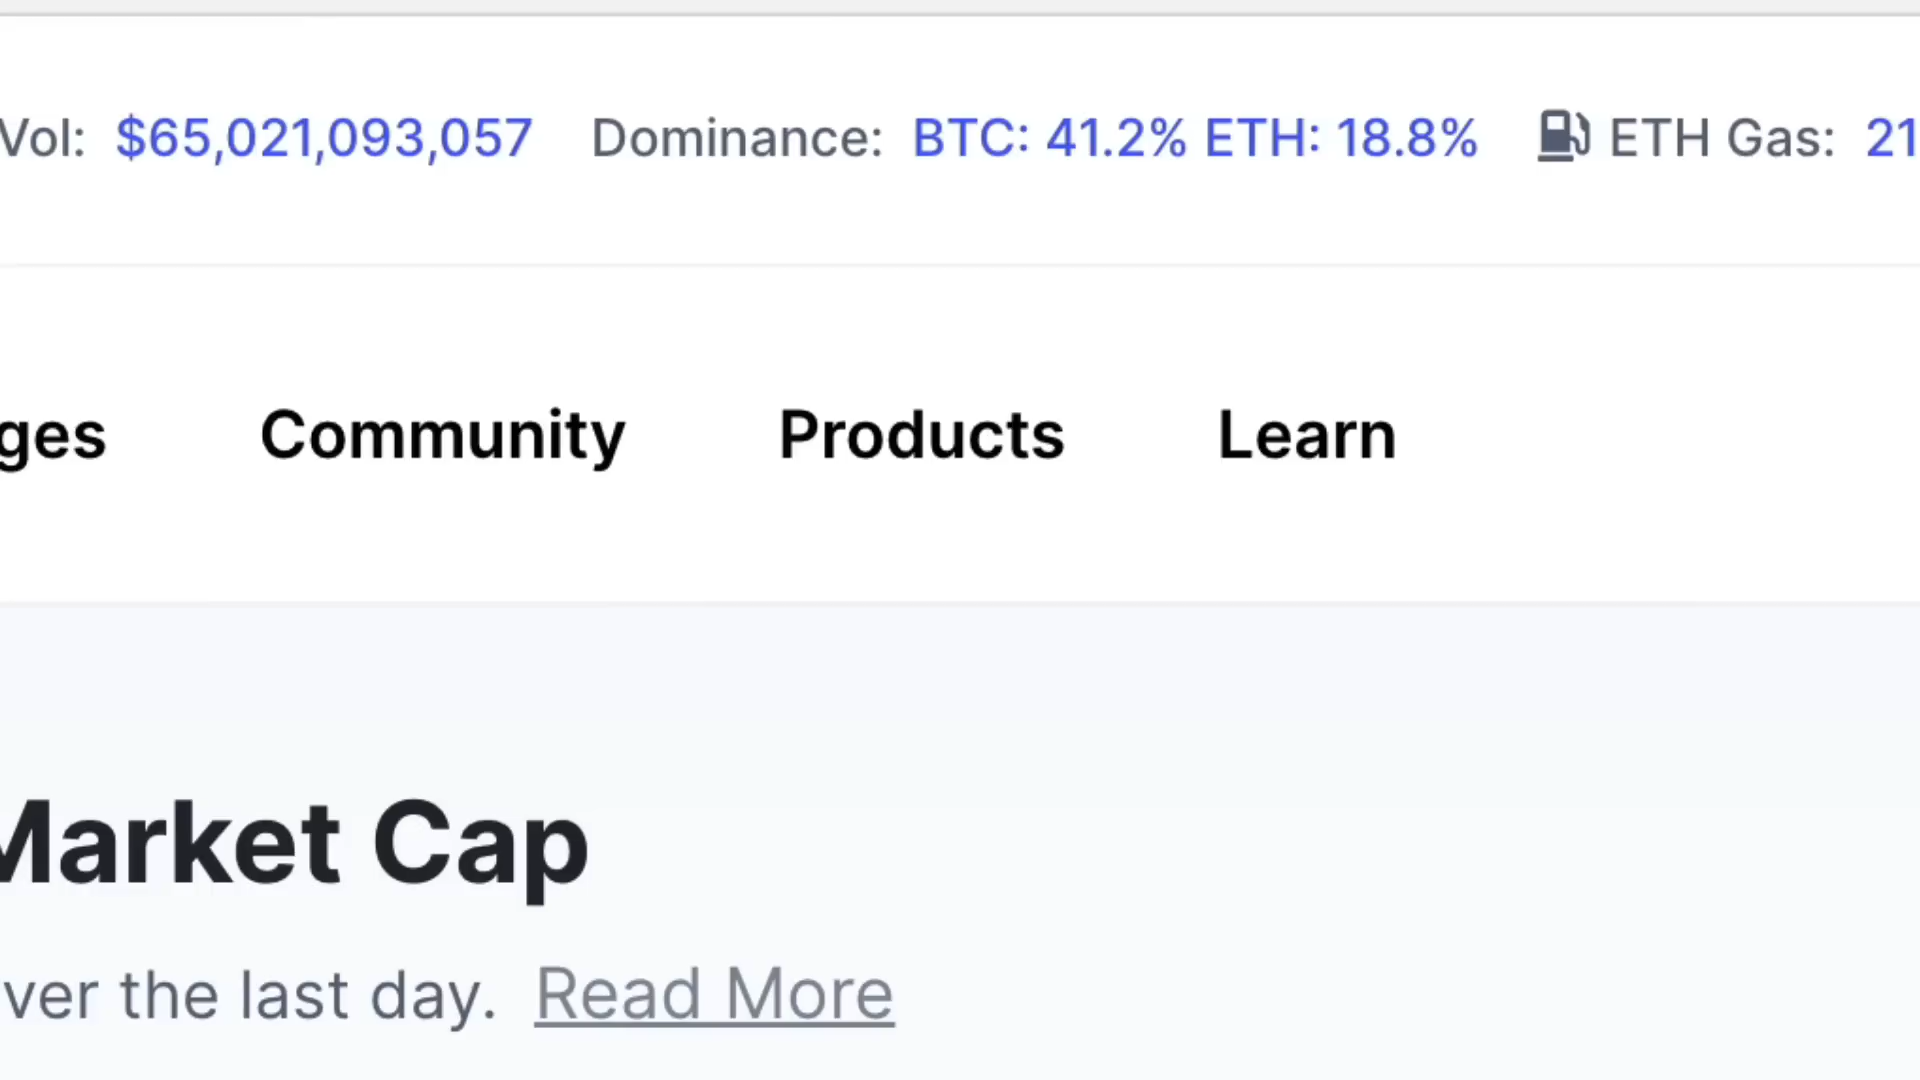 Vol: $65,021,093,057 Dominance: BTC: 41.2% ETH: 18.8% ETH Gas: 21
ges Community Products Learn
Market Cap
ver the last day. Read More